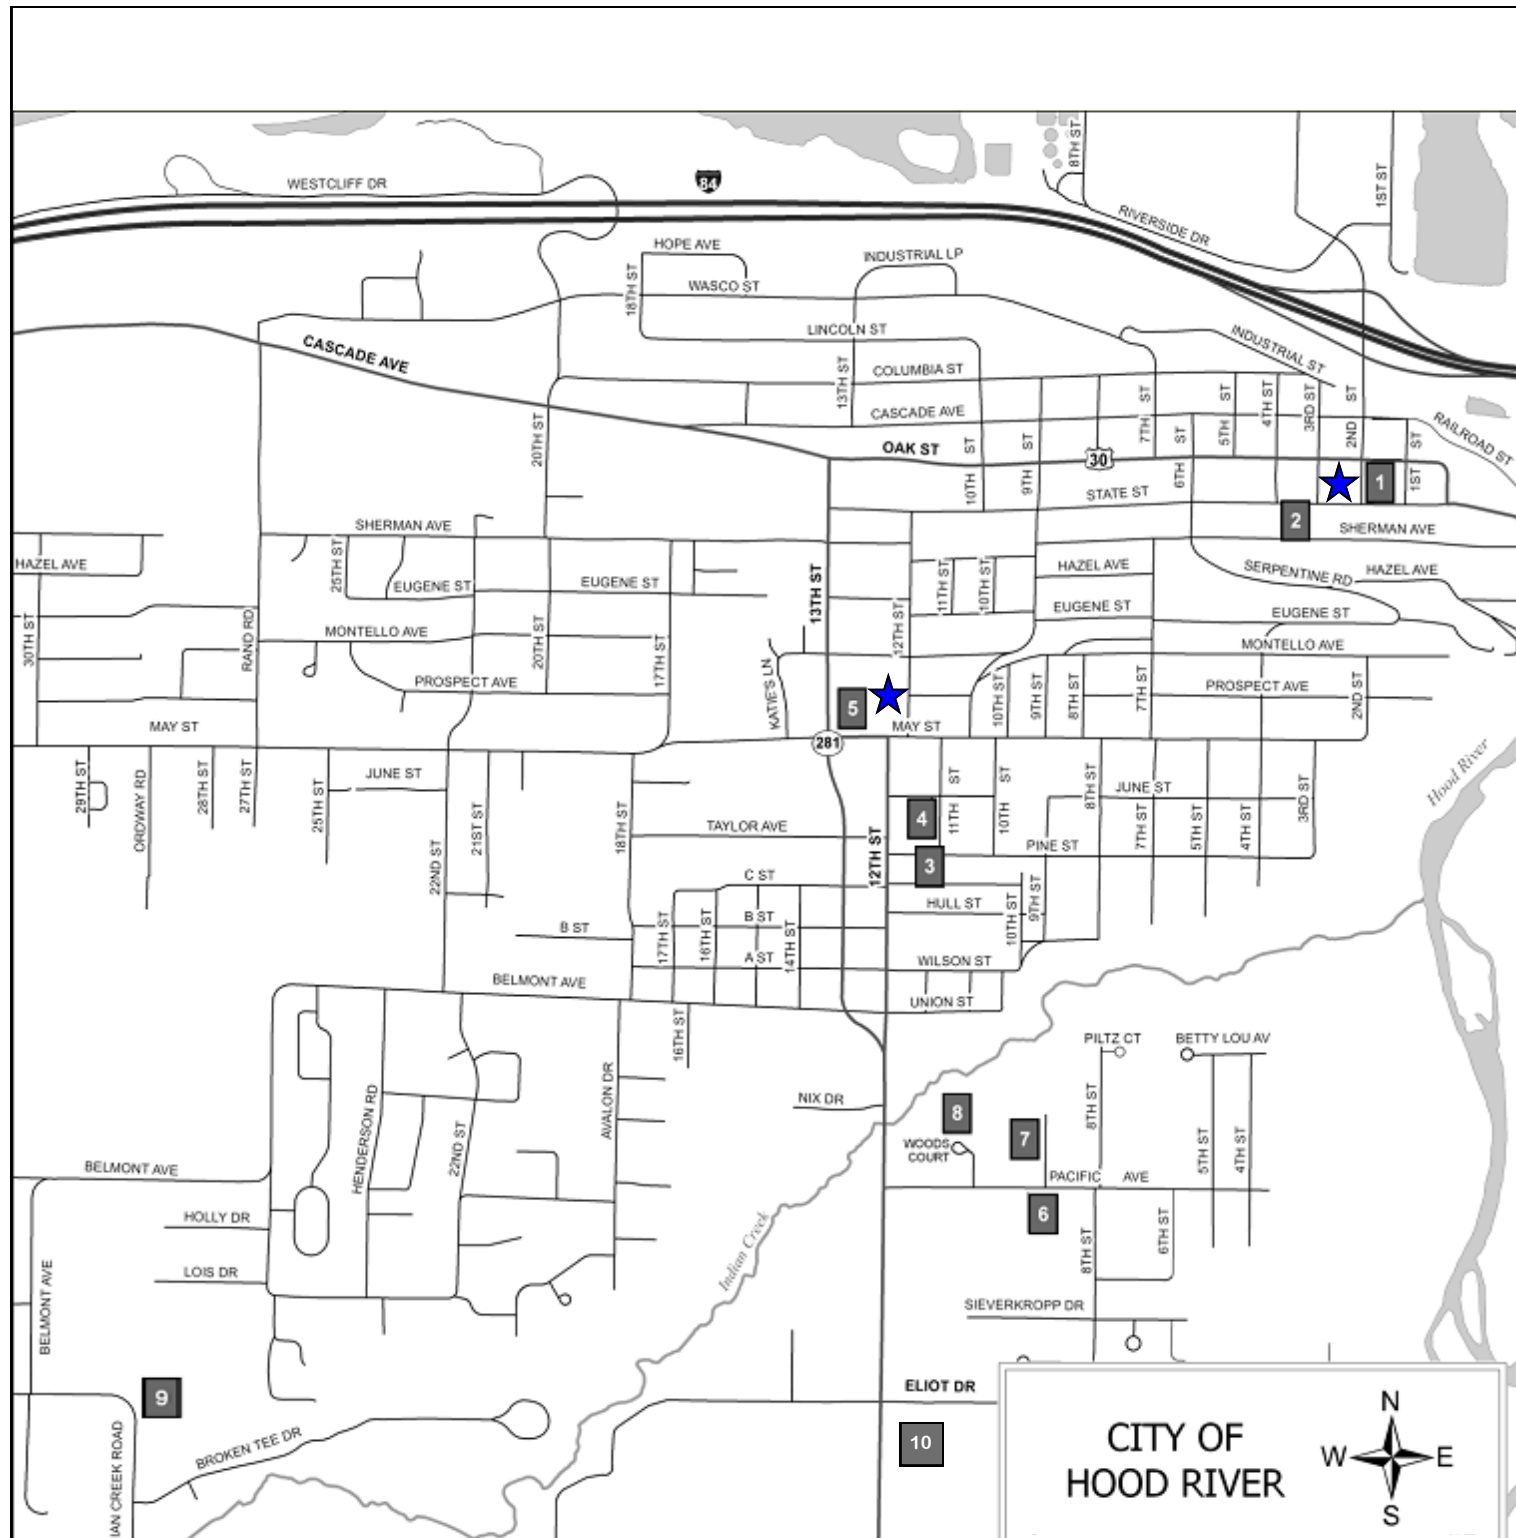 8TH ST
WESTCLIFF DR
84
1ST ST
RIVERSIDE DR
HOPE AVE
INDUSTRIAL LP
18TH ST
WASCO ST
LINCOLN ST
INDUSTRIAL ST
CASCADE AVE
13TH ST
COLUMBIA ST
7TH ST
5TH ST
4TH ST
3RD ST
2ND ST
CASCADE AVE
20TH ST
RAILROAD ST
OAK ST
10TH ST
9TH ST
30
6TH ST
1ST ST
STATE ST
1
2
SHERMAN AVE
SHERMAN AVE
HAZEL AVE
25TH ST
EUGENE ST
EUGENE ST
13TH ST
11TH ST
10TH ST
HAZEL AVE
SERPENTINE RD
HAZEL AVE
30TH ST
RAND RD
MONTELLO AVE
20TH ST
17TH ST
12TH ST
EUGENE ST
EUGENE ST
MONTELLO AVE
PROSPECT AVE
KATIE'S LN
5
10TH ST
9TH ST
8TH ST
7TH ST
PROSPECT AVE
2ND ST
MAY ST
MAY ST
281
Hood River
29TH ST
ORDWAY RD
28TH ST
27TH ST
25TH ST
JUNE ST
21ST ST
22ND ST
18TH ST
TAYLOR AVE
12TH ST
4
11TH ST
10TH ST
8TH ST
JUNE ST
7TH ST
5TH ST
4TH ST
3RD ST
PINE ST
3
C ST
HULL ST
10TH ST
9TH ST
B ST
17TH ST
16TH ST
B ST
14TH ST
A ST
WILSON ST
BELMONT AVE
UNION ST
16TH ST
PILTZ CT
BETTY LOU AV
HENDERSON RD
22ND ST
AVALON DR
NIX DR
8
7
8TH ST
WOODS
COURT
5TH ST
4TH ST
BELMONT AVE
PACIFIC AVE
HOLLY DR
6
8TH ST
6TH ST
Indian Creek
LOIS DR
BELMONT AVE
SIEVERKROPP DR
ELIOT DR
9
IAN CREEK ROAD
BROKEN TEE DR
10
CITY OF
HOOD RIVER
N
W
E
S